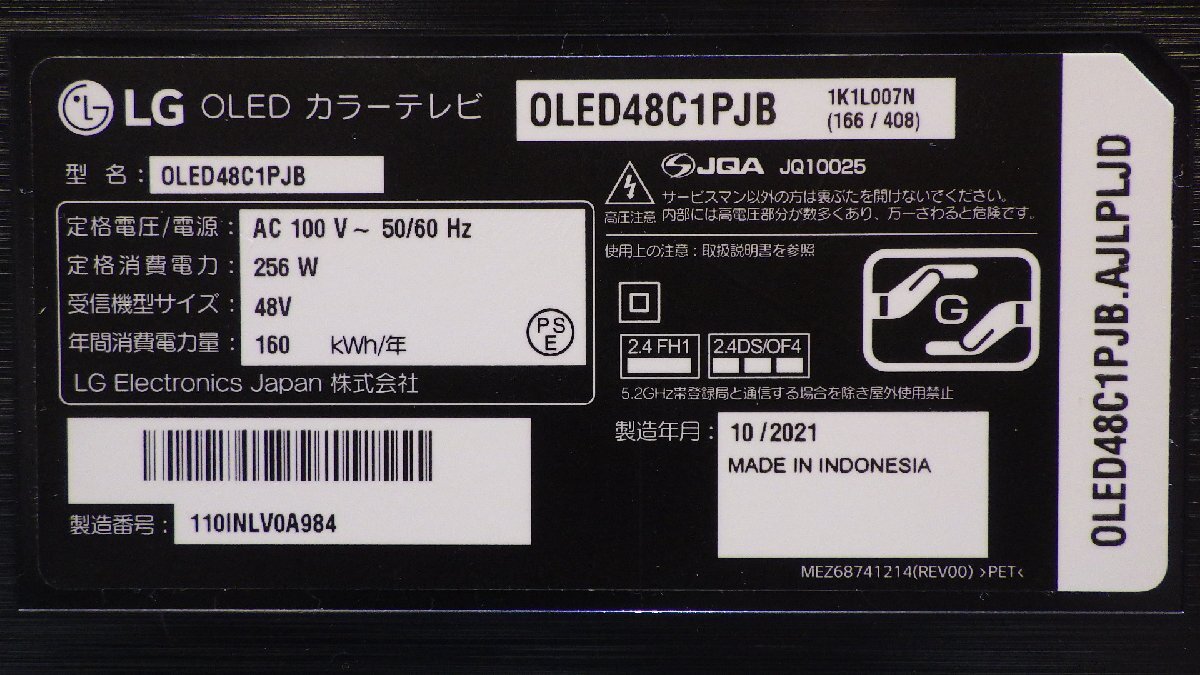 LG OLED カラーテレビ
OLED48C1PJB
1K1L007N
(166 / 408)
型 名 : OLED48C1PJB
定格電圧/電源 : AC 100 V ~ 50/60 Hz
定格消費電力 : 256 W
受信機型サイズ : 48V
年間消費電力量 : 160 kWh/年
PS
E
LG Electronics Japan 株式会社
製造番号 : 110INLV0A984
JQA JQ10025
高圧注意
サービスマン以外の方は裏ぶたを開けないでください。
内部には高電圧部分が数多くあり、万一さわると危険です。
使用上の注意 : 取扱説明書を参照
G
2.4 FH1
2.4DS/OF4
5.2GHz帯登録局と通信する場合を除き屋外使用禁止
製造年月 : 10 / 2021
MADE IN INDONESIA
MEZ68741214(REV00) >PET<
OLED48C1PJB.AJLPLJD